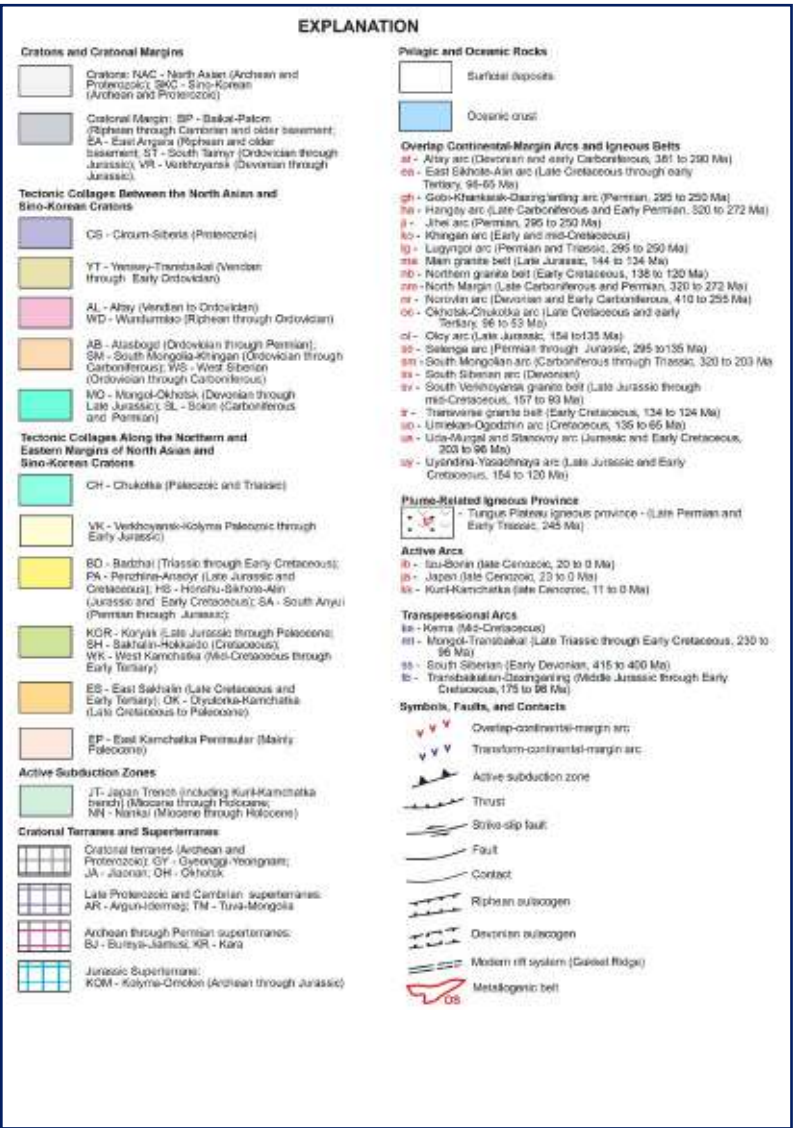 EXPLANATION
Cratons and Cratonal Margins
Cratons: NAC - North Asian (Archean and
Proterozoic); SKC - Sino-Korean
(Archean and Proterozoic)
Cratonal Margin: BP - Baikal-Patom
(Riphean through Cambrian and older basement;
EA - East Angara (Riphean and older
basement; ST - South Taimyr (Ordovician through
Jurassic); VR - Verkhoyansk (Devonian through
Jurassic).
Tectonic Collages Between the North Asian and
Sino-Korean Cratons
CS - Circum-Siberia (Proterozoic)
YT - Yenisey-Transbaikal (Vendian
through Early Ordovician)
AL - Altay (Vendian to Ordovician)
WD - Wundurmiao (Riphean through Ordovician)
AB - Atasbogd (Ordovician through Permian);
SM - South Mongolia-Khingan (Ordovician through
Carboniferous); WS - West Siberian
(Ordovician through Carboniferous)
MO - Mongol-Okhotsk (Devonian through
Late Jurassic); SL - Solon (Carboniferous
and Permian)
Tectonic Collages Along the Northern and
Eastern Margins of North Asian and
Sino-Korean Cratons
CH - Chukotka (Paleozoic and Triassic)
VK - Verkhoyansk-Kolyma Paleozoic through
Early Jurassic)
BD - Badzhal (Triassic through Early Cretaceous);
PA - Penzhina-Anadyr (Late Jurassic and
Cretaceous); HS - Honshu-Sikhote-Alin
(Jurassic and Early Cretaceous); SA - South Anyui
(Permian through Jurassic);
KOR - Koryak (Late Jurassic through Paleocene;
SH - Sakhalin-Hokkaido (Cretaceous);
WK - West Kamchatka (Mid-Cretaceous through
Early Tertiary)
ES - East Sakhalin (Late Cretaceous and
Early Tertiary); OK - Olyutorka-Kamchatka
(Late Cretaceous to Paleocene)
EP - East Kamchatka Peninsular (Mainly
Paleocene)
Active Subduction Zones
JT- Japan Trench (including Kuril-Kamchatka
trench) (Miocene through Holocene;
NN - Nankai (Miocene through Holocene)
Cratonal Terranes and Superterranes
Cratonal terranes (Archean and
Proterozoic); GY - Gyeonggi-Yeongnam;
JA - Jiaonan; OH - Okhotsk
Late Proterozoic and Cambrian superterranes:
AR - Argun-Idermeg; TM - Tuva-Mongolia
Archean through Permian superterranes:
BJ - Bureya-Jiamusi; KR - Kara
Jurassic Superterrane:
KOM - Kolyma-Omolon (Archean through Jurassic)
Pelagic and Oceanic Rocks
Surficial deposits
Oceanic crust
Overlap Continental-Margin Arcs and Igneous Belts
at - Altay arc (Devonian and early Carboniferous, 381 to 290 Ma)
ea - East Sikhote-Alin arc (Late Cretaceous through early
Tertiary, 96-65 Ma)
gh - Gobi-Khankaisk-Daxing'anling arc (Permian, 295 to 250 Ma)
ha - Hangay arc (Late Carboniferous and Early Permian, 320 to 272 Ma)
ji - Jihei arc (Permian, 295 to 250 Ma)
ko - Khingan arc (Early and mid-Cretaceous)
lg - Lugyngol arc (Permian and Triassic, 295 to 250 Ma)
ma - Main granite belt (Late Jurassic, 144 to 134 Ma)
nb - Northern granite belt (Early Cretaceous, 138 to 120 Ma)
nm - North Margin (Late Carboniferous and Permian, 320 to 272 Ma)
nr - Norovlin arc (Devonian and Early Carboniferous, 410 to 255 Ma)
oc - Okhotsk-Chukotka arc (Late Cretaceous and early
Tertiary, 96 to 53 Ma)
ol - Oloy arc (Late Jurassic, 154 to135 Ma)
se - Selenga arc (Permian through Jurassic, 295 to135 Ma)
sm - South Mongolian arc (Carboniferous through Triassic, 320 to 203 Ma
ss - South Siberian arc (Devonian)
sv - South Verkhoyansk granite belt (Late Jurassic through
mid-Cretaceous, 157 to 93 Ma)
tr - Transverse granite belt (Early Cretaceous, 134 to 124 Ma)
uo - Umlekan-Ogodzhin arc (Cretaceous, 135 to 65 Ma)
us - Uda-Murgal and Stanovoy arc (Jurassic and Early Cretaceous,
203 to 96 Ma)
uy - Uyandina-Yasachnaya arc (Late Jurassic and Early
Cretaceous, 154 to 120 Ma)
Plume-Related Igneous Province
- Tungus Plateau igneous province - (Late Permian and
Early Triassic, 245 Ma)
Active Arcs
ib - Izu-Bonin (late Cenozoic, 20 to 0 Ma)
ja - Japan (late Cenozoic, 23 to 0 Ma)
kk - Kuril-Kamchatka (late Cenozoic, 11 to 0 Ma)
Transpressional Arcs
ke - Kema (Mid-Cretaceous)
mt - Mongol-Transbaikal (Late Triassic through Early Cretaceous, 230 to
96 Ma)
ss - South Siberian (Early Devonian, 415 to 400 Ma)
tb - Transbaikalian-Daxinganling (Middle Jurassic through Early
Cretaceous, 175 to 96 Ma)
Symbols, Faults, and Contacts
Overlap-continental-margin arc
Transform-continental-margin arc
Active subduction zone
Thrust
Strike-slip fault
Fault
Contact
Riphean aulacogen
Devonian aulacogen
Modern rift system (Gakkel Ridge)
Metallogenic belt
OS